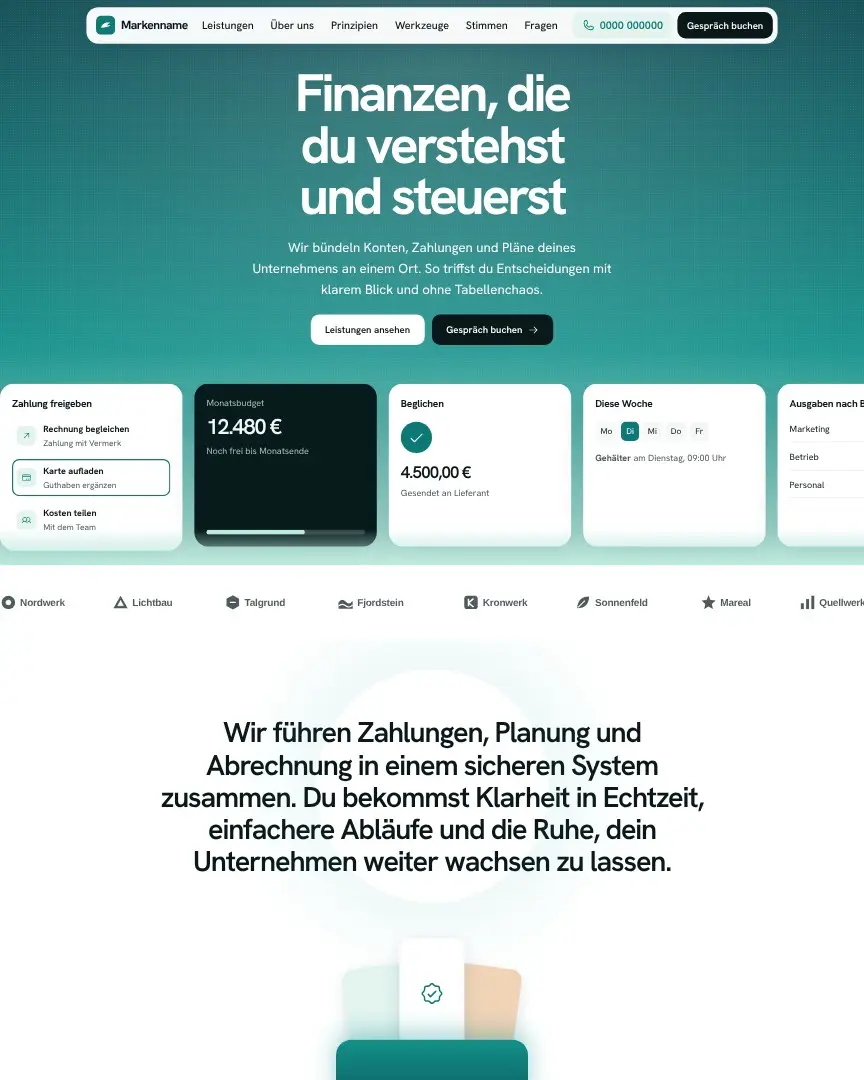 Markenname
Leistungen
Über uns
Prinzipien
Werkzeuge
Stimmen
Fragen
0000 000000
Gespräch buchen
Finanzen, die
du verstehst
und steuerst
Wir bündeln Konten, Zahlungen und Pläne deines
Unternehmens an einem Ort. So triffst du Entscheidungen mit
klarem Blick und ohne Tabellenchaos.
Leistungen ansehen
Gespräch buchen
Zahlung freigeben
Rechnung begleichen
Zahlung mit Vermerk
Karte aufladen
Guthaben ergänzen
Kosten teilen
Mit dem Team
Monatsbudget
12.480 €
Noch frei bis Monatsende
Beglichen
4.500,00 €
Gesendet an Lieferant
Diese Woche
Mo Di Mi Do Fr
Gehälter am Dienstag, 09:00 Uhr
Ausgaben nach
Marketing
Betrieb
Personal
Nordwerk
Lichtbau
Talgrund
Fjordstein
Kronwerk
Sonnenfeld
Mareal
Quellwerk
Wir führen Zahlungen, Planung und
Abrechnung in einem sicheren System
zusammen. Du bekommst Klarheit in Echtzeit,
einfachere Abläufe und die Ruhe, dein
Unternehmen weiter wachsen zu lassen.